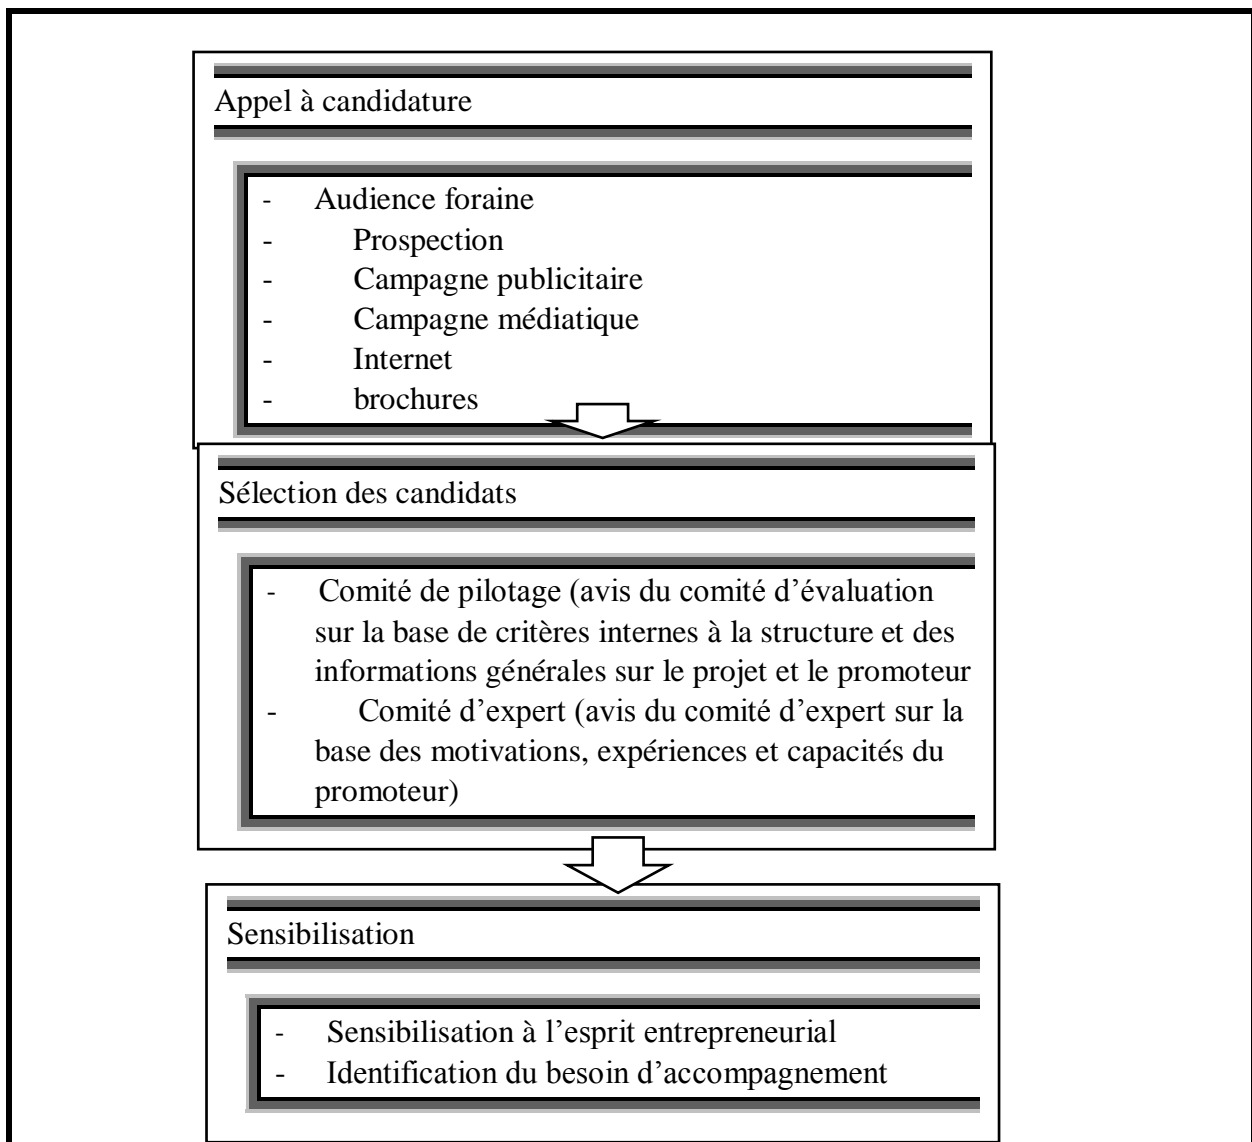 Appel à candidature
- Audience foraine
- Prospection
- Campagne publicitaire
- Campagne médiatique
- Internet
- brochures
Sélection des candidats
- Comité de pilotage (avis du comité d’évaluation
sur la base de critères internes à la structure et des
informations générales sur le projet et le promoteur
- Comité d’expert (avis du comité d’expert sur la
base des motivations, expériences et capacités du
promoteur)
Sensibilisation
- Sensibilisation à l’esprit entrepreneurial
- Identification du besoin d’accompagnement